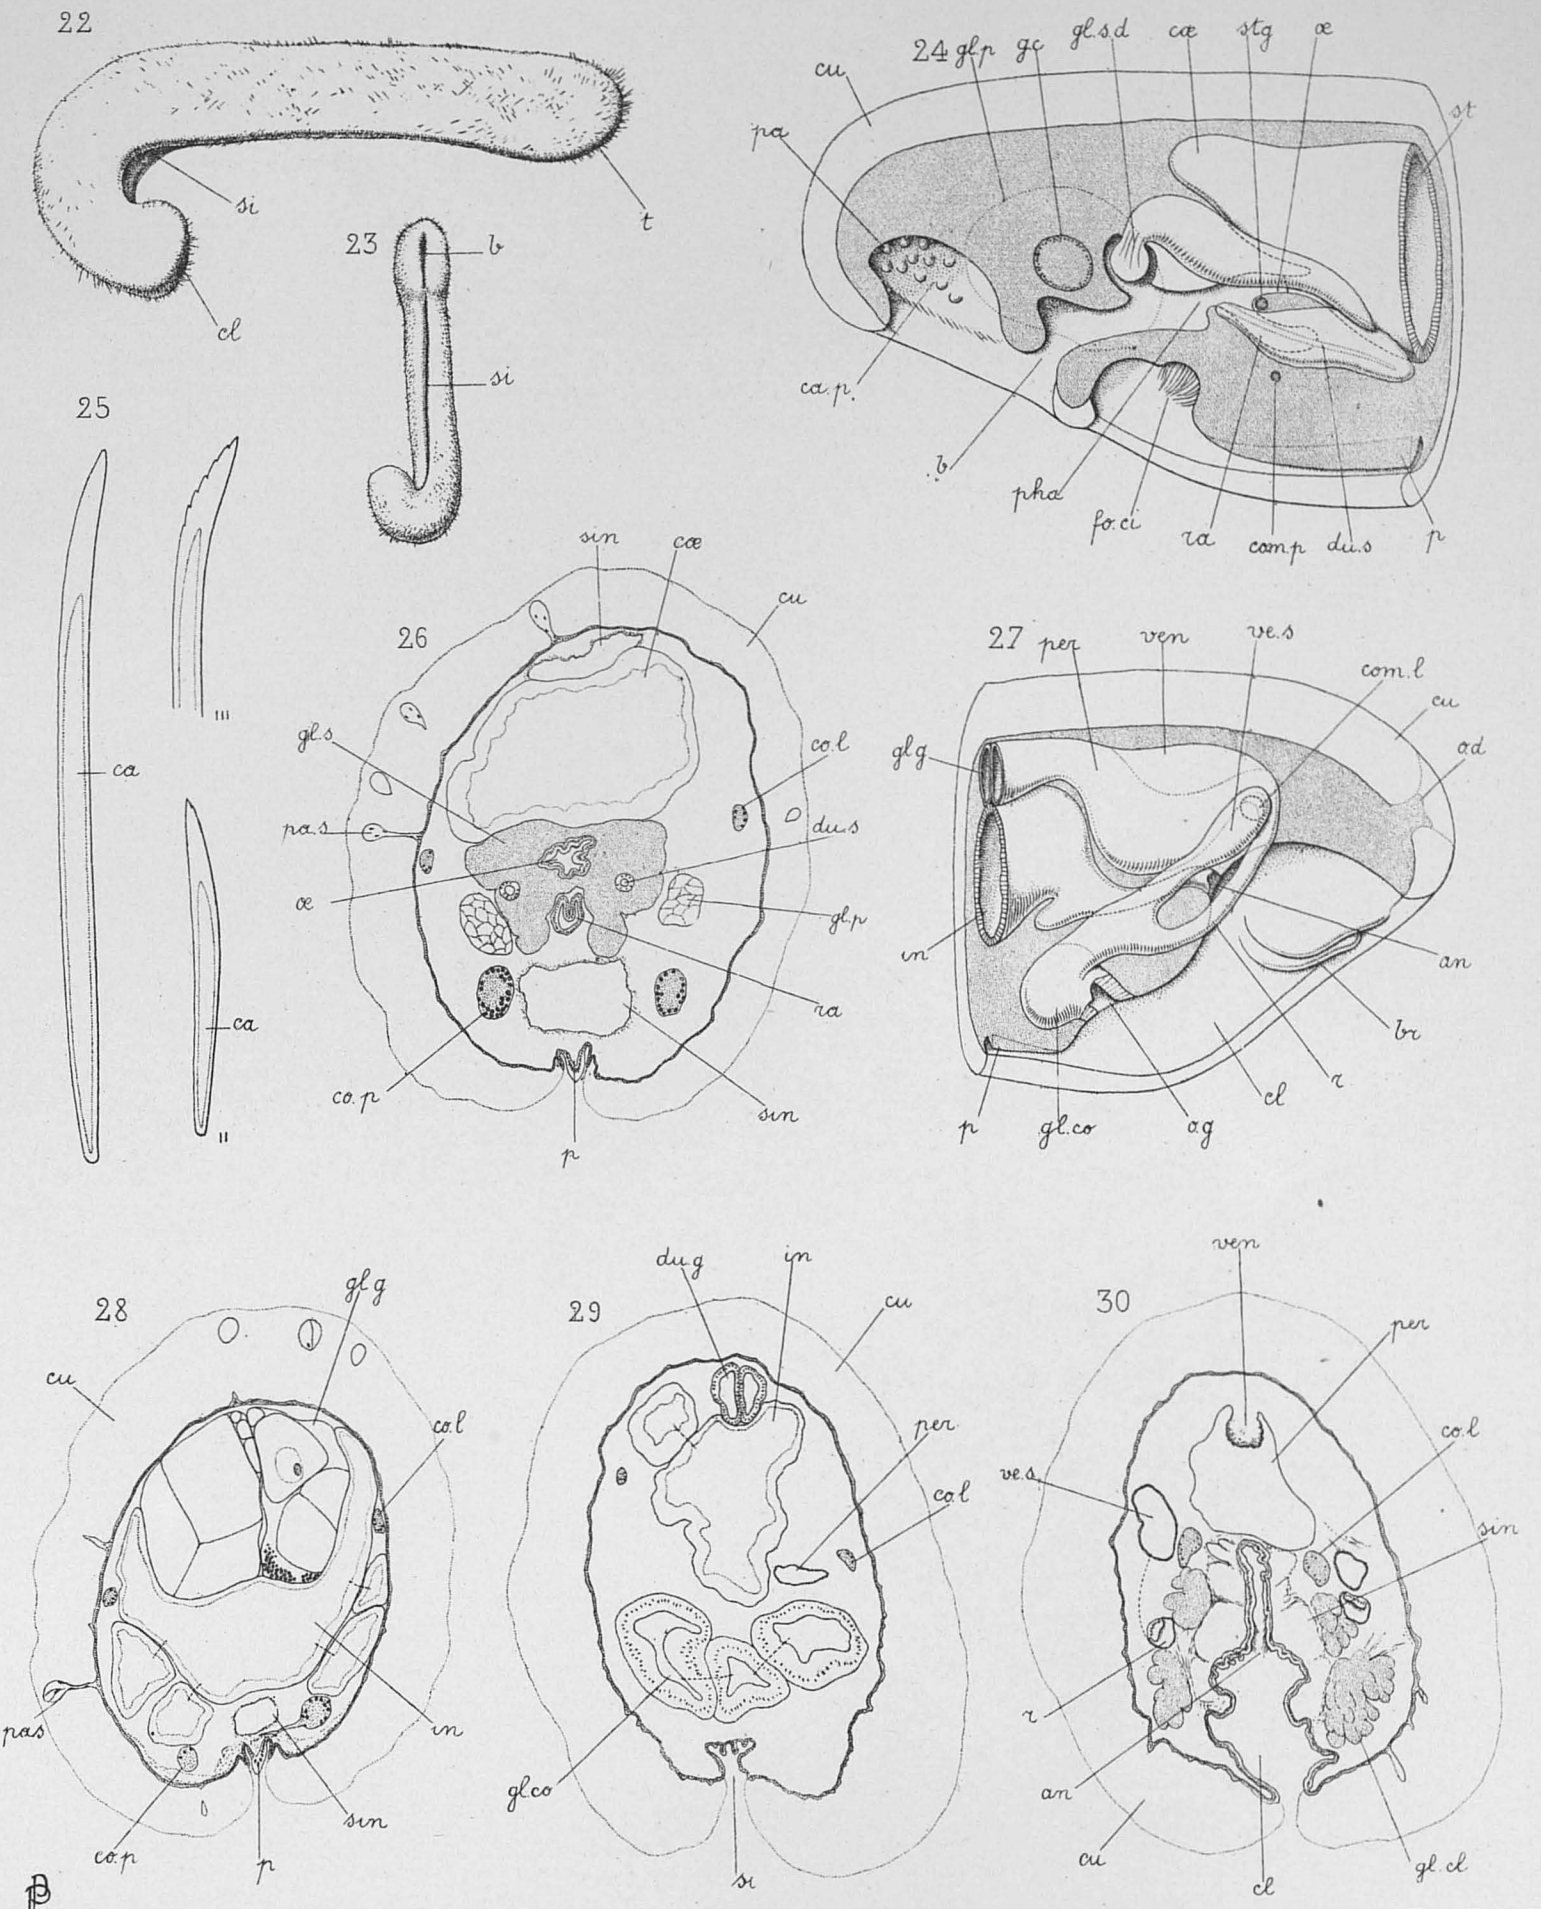 22
si
t
cl
23
b
si
24
gl.p
gc
gl.s.d
cæ
stg
œ
cu
pa
st
ca.p.
b
pha
fo.ci
ra
com.p
du.s
p
25
ca
III
ca
II
26
sin
cæ
cu
gl.s
co.l
pa.s
du.s
œ
gl.p
ra
co.p
sin
p
27
per
ven
ve.s
com.l
cu
ad
gl.g
in
an
br
r
cl
ag
gl.co
p
28
gl.g
cu
co.l
pa.s
in
sin
co.p
p
29
du.g
in
cu
per
co.l
gl.co
si
30
ven
per
co.l
ve.s
sin
r
an
cu
cl
gl.cl